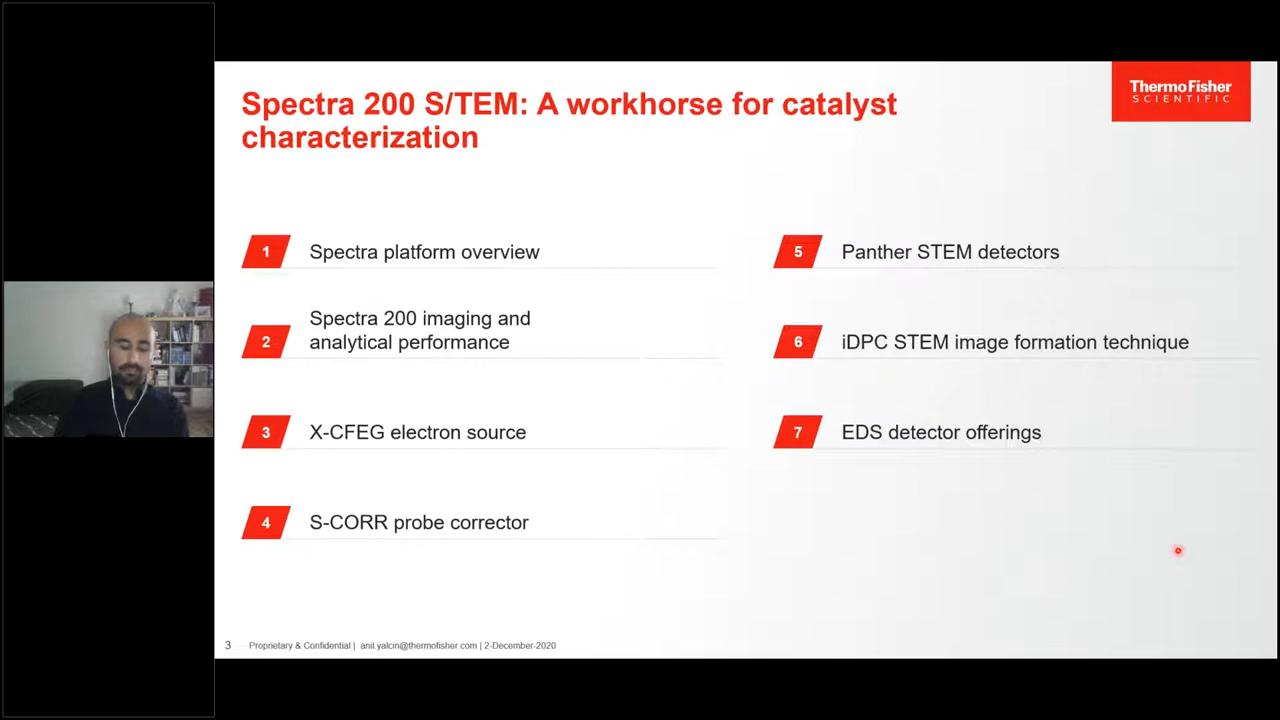 Spectra 200 S/TEM: A workhorse for catalyst
characterization
ThermoFisher
SCIENTIFIC
1 Spectra platform overview
2 Spectra 200 imaging and
analytical performance
3 X-CFEG electron source
4 S-CORR probe corrector
5 Panther STEM detectors
6 iDPC STEM image formation technique
7 EDS detector offerings
3 Proprietary & Confidential | anil.yalcin@thermofisher.com | 2-December-2020